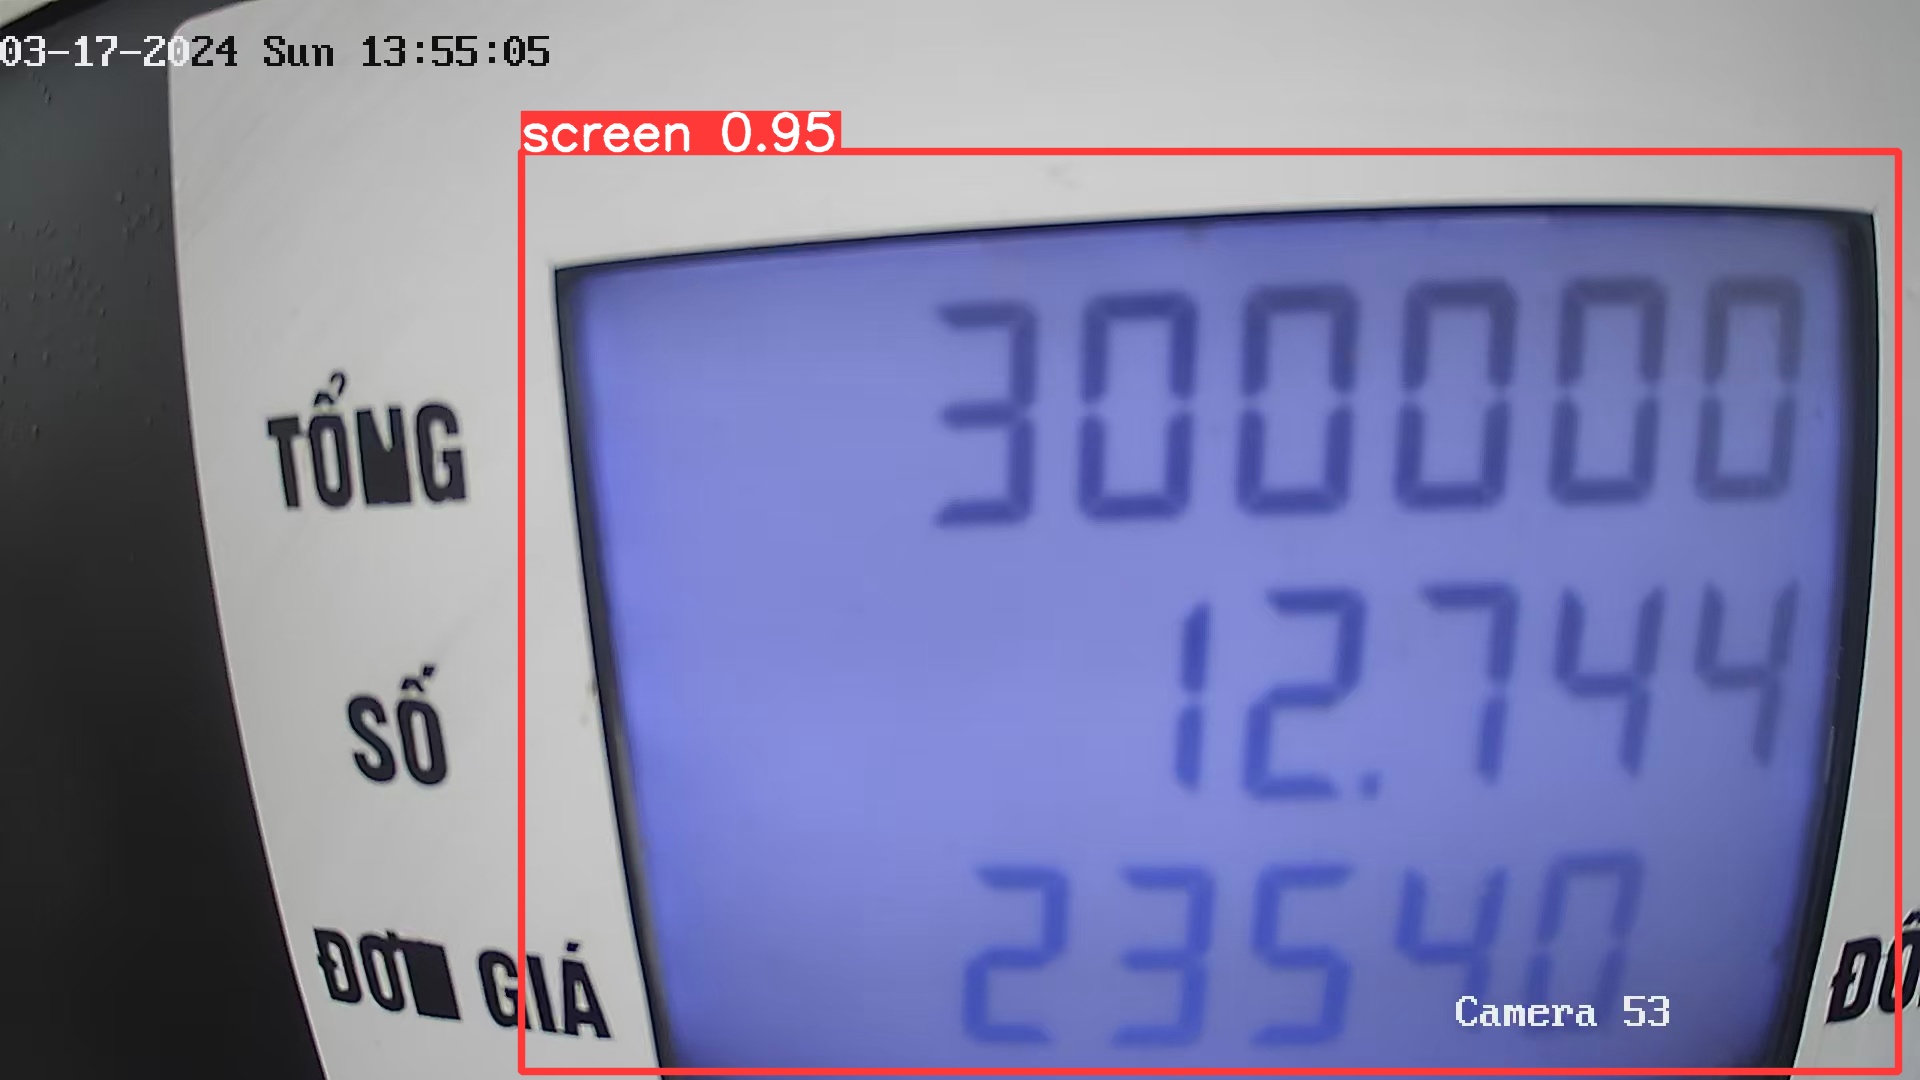 03-17-2024 Sun 13:55:05
screen 0.95
TỔNG 300000
SỐ 12.744
ĐƠN GIÁ 23540
Camera 53